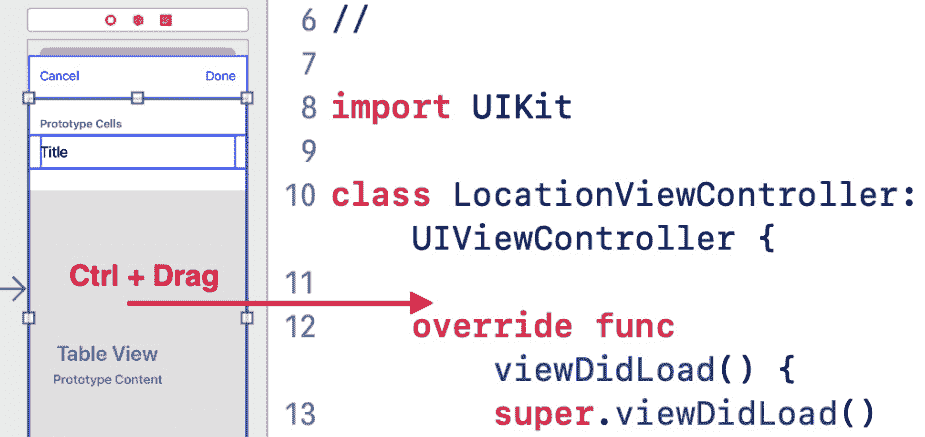 Cancel Done
Prototype Cells
Title
Ctrl + Drag
Table View
Prototype Content
6 //
7
8 import UIKit
9
10 class LocationViewController:
UIViewController {
11
12 override func
viewDidLoad() {
13 super.viewDidLoad()